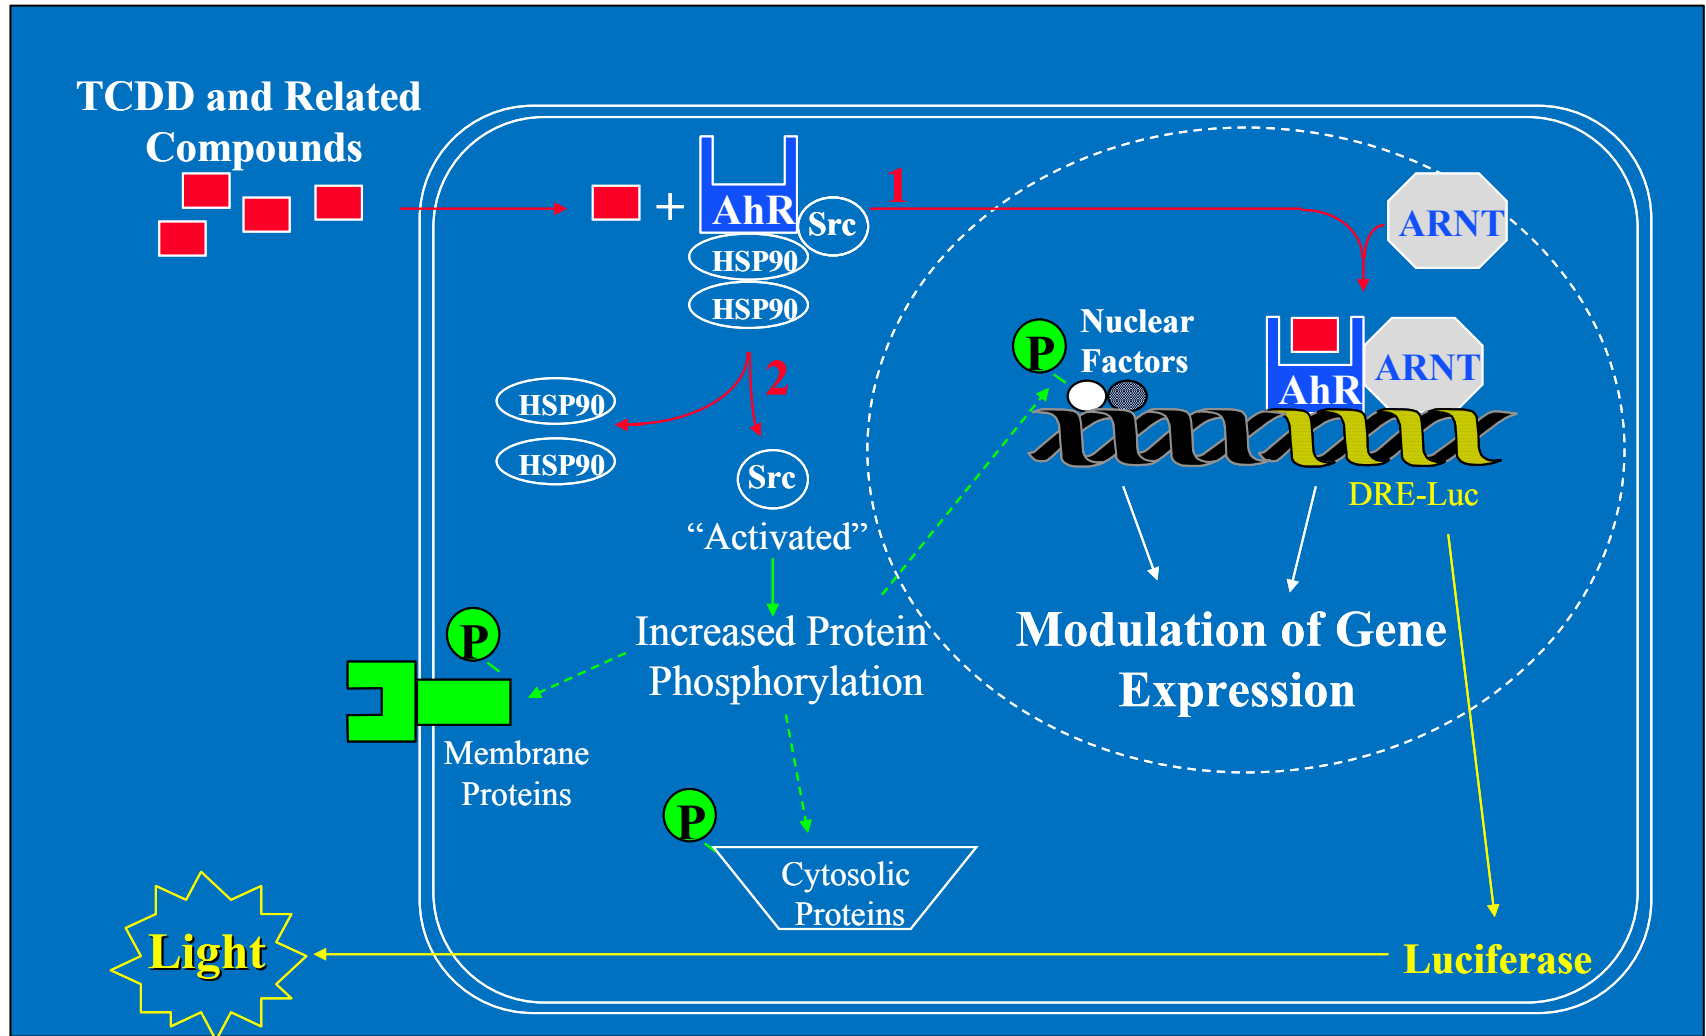 TCDD and Related
Compounds
+
AhR
Src
HSP90
HSP90
1
ARNT
2
HSP90
HSP90
Src
“Activated”
Increased Protein
Phosphorylation
P
Membrane
Proteins
P
Cytosolic
Proteins
P
Nuclear
Factors
AhR
ARNT
DRE-Luc
Modulation of Gene
Expression
Luciferase
Light